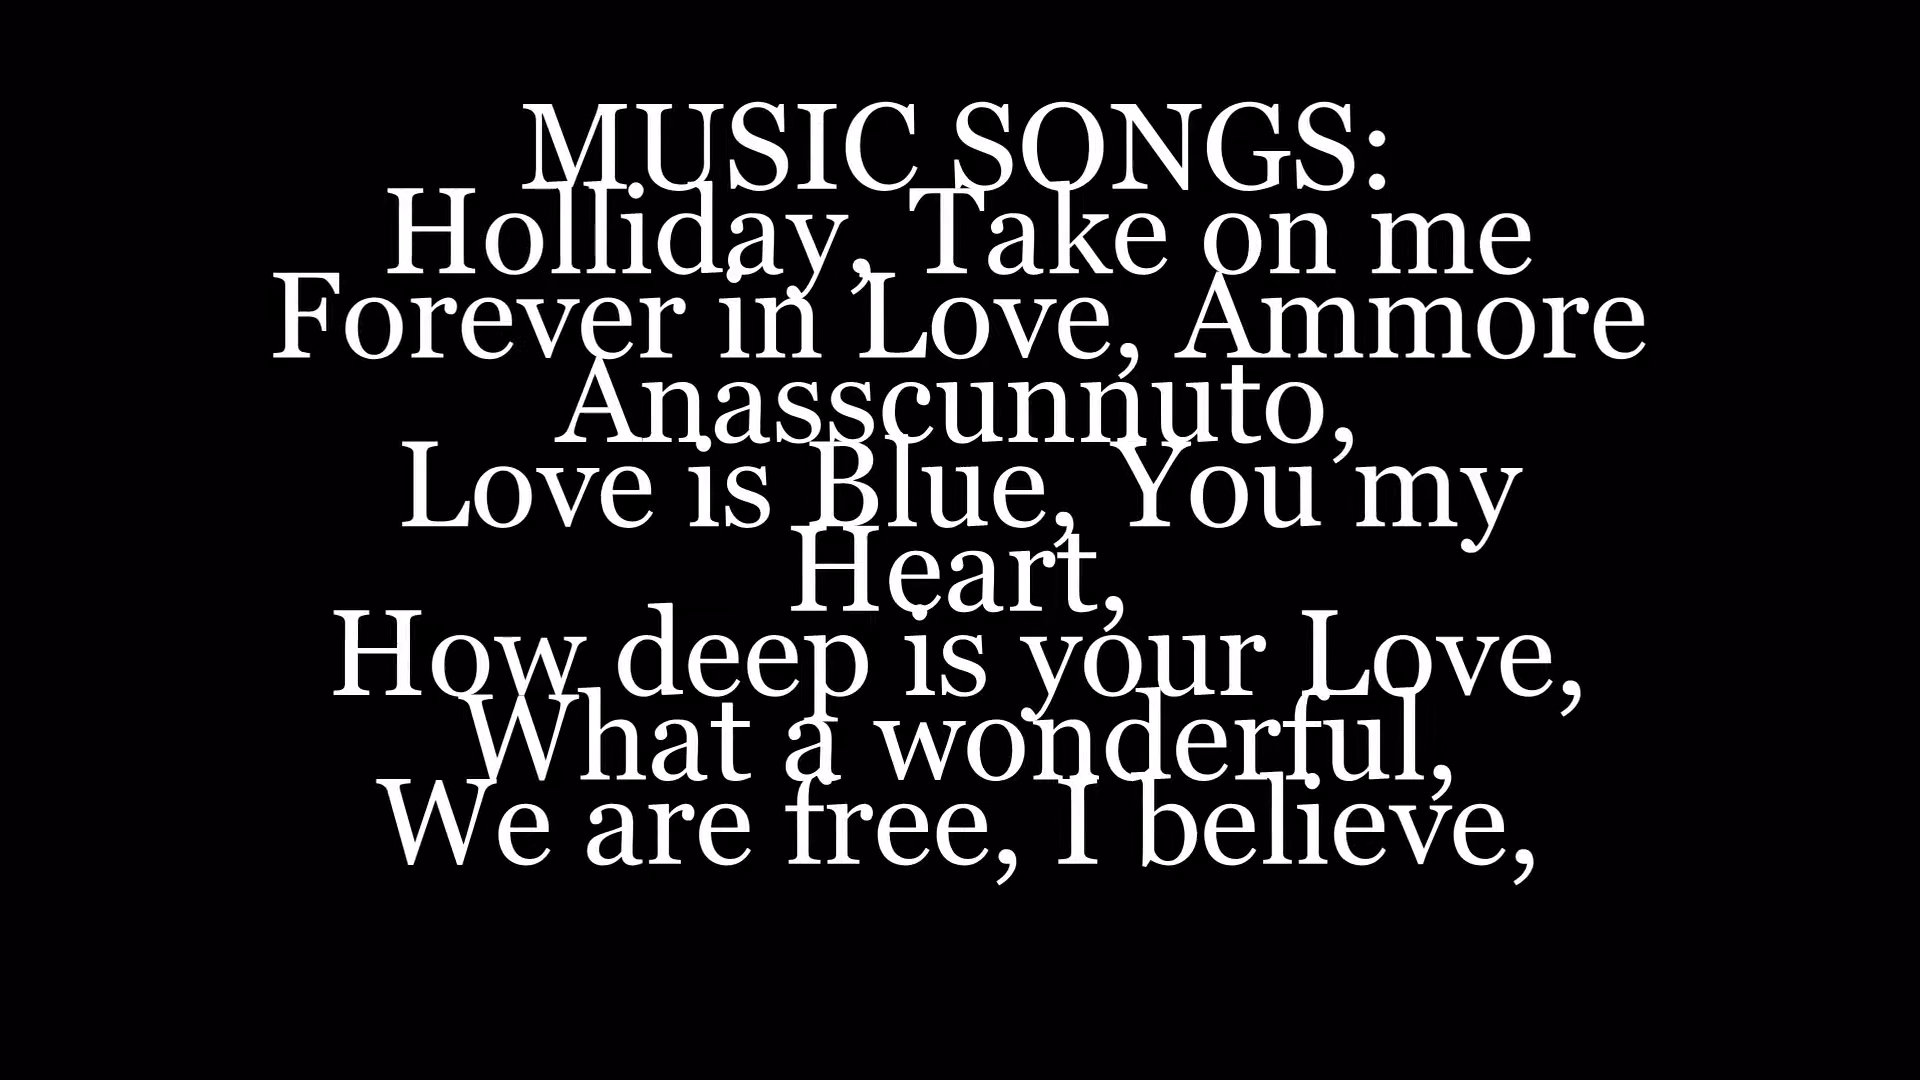 MUSIC SONGS:
Holliday, Take on me
Forever in Love, Ammore
Anasscunnuto,
Love is Blue, You my
Heart,
How deep is your Love,
What a wonderful,
We are free, I believe,